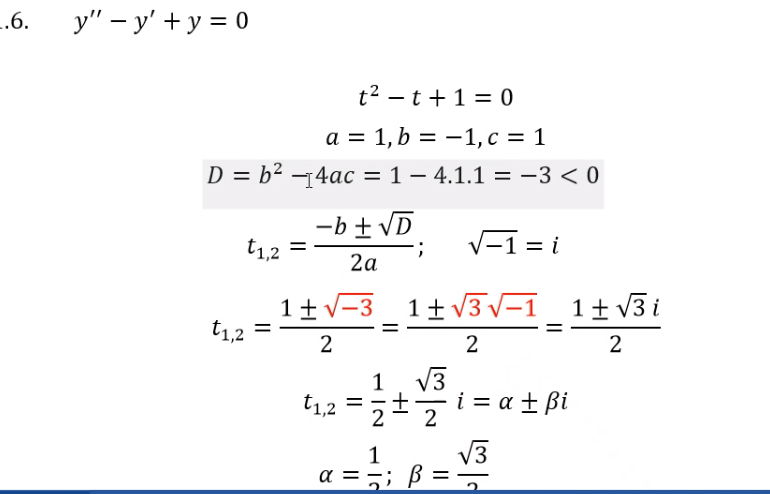 .6. y′′ − y′ + y = 0
t² − t + 1 = 0
a = 1, b = −1, c = 1
D = b² − 4ac = 1 − 4.1.1 = −3 < 0
t₁,₂ = (−b ± √D)/(2a); √−1 = i
t₁,₂ = (1 ± √−3)/2 = (1 ± √3 √−1)/2 = (1 ± √3 i)/2
t₁,₂ = 1/2 ± √3/2 i = α ± βi
α = 1/2; β = √3/2